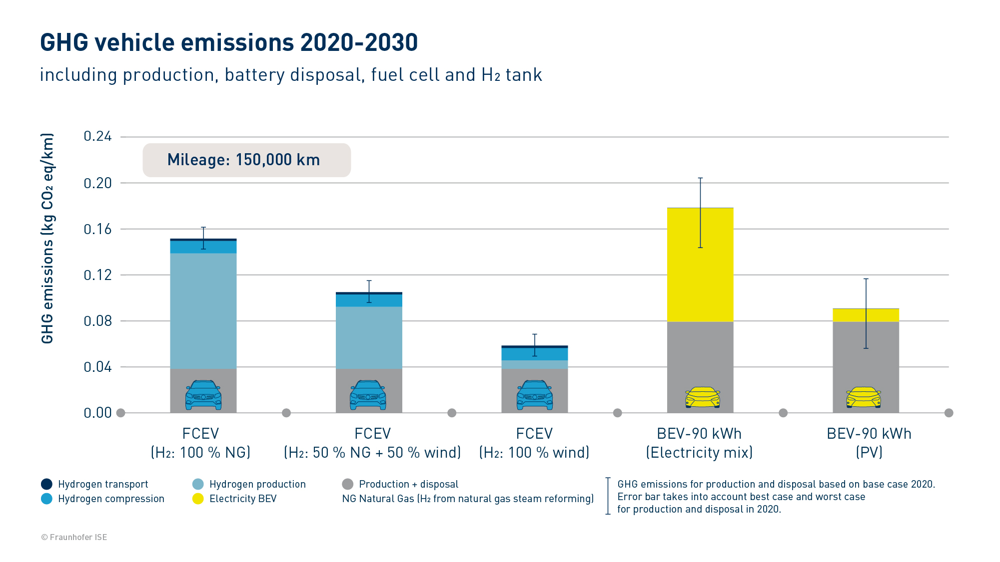 GHG vehicle emissions 2020-2030
including production, battery disposal, fuel cell and H₂ tank
GHG emissions (kg CO₂ eq/km)
0.24
Mileage: 150,000 km
0.20
0.16
0.12
0.08
0.04
0.00
FCEV
(H₂: 100 % NG)
FCEV
(H₂: 50 % NG + 50 % wind)
FCEV
(H₂: 100 % wind)
BEV-90 kWh
(Electricity mix)
BEV-90 kWh
(PV)
Hydrogen transport
Hydrogen compression
Hydrogen production
Electricity BEV
Production + disposal
NG Natural Gas (H₂ from natural gas steam reforming)
GHG emissions for production and disposal based on base case 2020.
Error bar takes into account best case and worst case
for production and disposal in 2020.
© Fraunhofer ISE